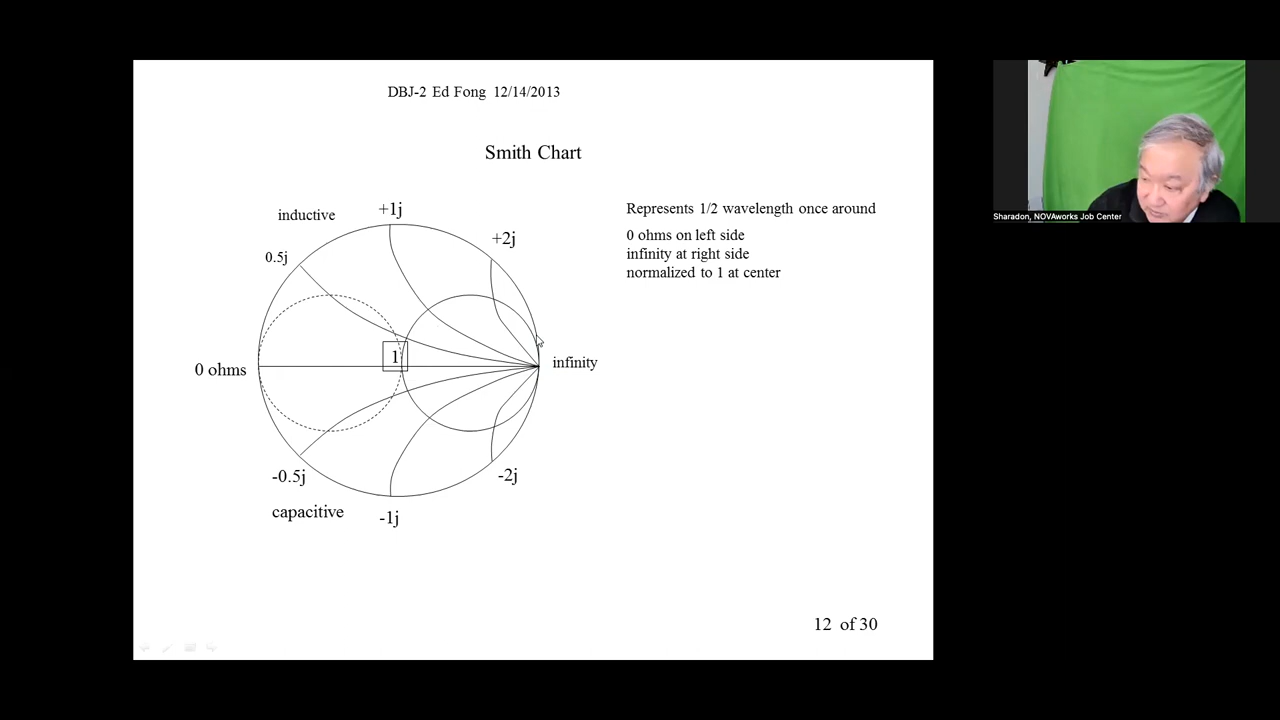 DBJ-2 Ed Fong 12/14/2013
Smith Chart
inductive
+1j
+2j
0.5j
1
0 ohms
infinity
-0.5j
-2j
capacitive
-1j
Represents 1/2 wavelength once around
0 ohms on left side
infinity at right side
normalized to 1 at center
12 of 30
Sharadon, NOVAworks Job Center